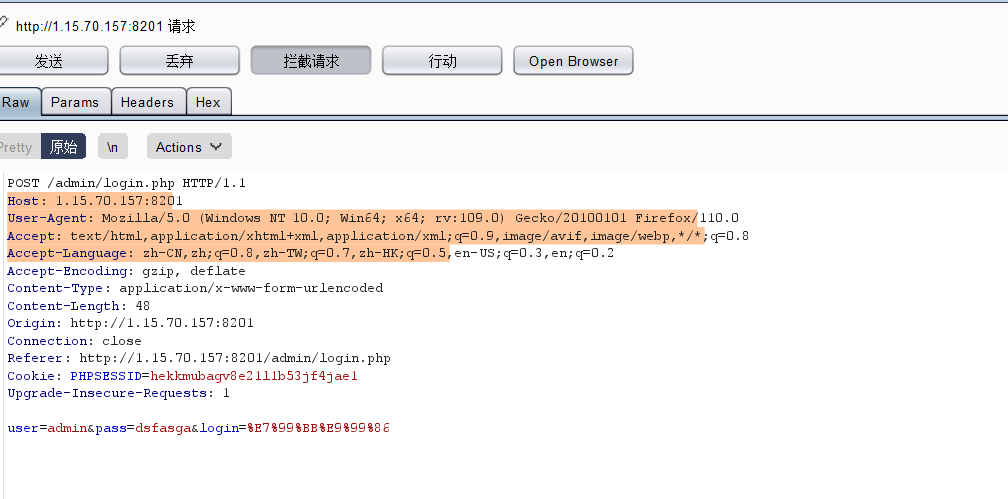 http://1.15.70.157:8201 请求
发送 丢弃 拦截请求 行动 Open Browser
Raw Params Headers Hex
Pretty 原始 \n Actions
POST /admin/login.php HTTP/1.1
Host: 1.15.70.157:8201
User-Agent: Mozilla/5.0 (Windows NT 10.0; Win64; x64; rv:109.0) Gecko/20100101 Firefox/110.0
Accept: text/html,application/xhtml+xml,application/xml;q=0.9,image/avif,image/webp,*/*;q=0.8
Accept-Language: zh-CN,zh;q=0.8,zh-TW;q=0.7,zh-HK;q=0.5,en-US;q=0.3,en;q=0.2
Accept-Encoding: gzip, deflate
Content-Type: application/x-www-form-urlencoded
Content-Length: 48
Origin: http://1.15.70.157:8201
Connection: close
Referer: http://1.15.70.157:8201/admin/login.php
Cookie: PHPSESSID=hekkmubagv8e21l1b53jf4jae1
Upgrade-Insecure-Requests: 1
user=admin&pass=dsfasga&login=%E7%99%BB%E9%99%86